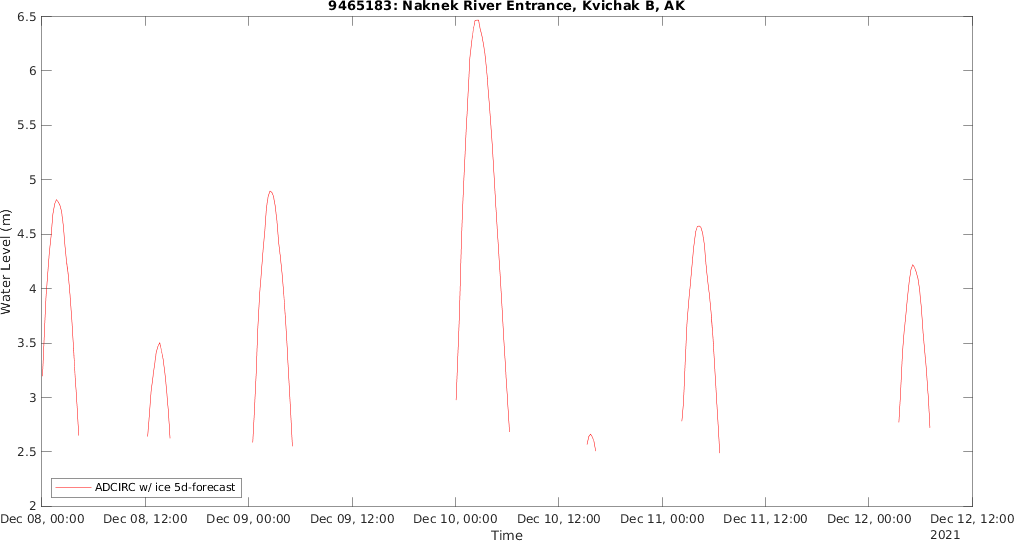 9465183: Naknek River Entrance, Kvichak B, AK
6.5
6
5.5
5
4.5
4
3.5
3
2.5
2
Water Level (m)
ADCIRC w/ ice 5d-forecast
Dec 08, 00:00 Dec 08, 12:00 Dec 09, 00:00 Dec 09, 12:00 Dec 10, 00:00 Dec 10, 12:00 Dec 11, 00:00 Dec 11, 12:00 Dec 12, 00:00 Dec 12, 12:00
Time
2021